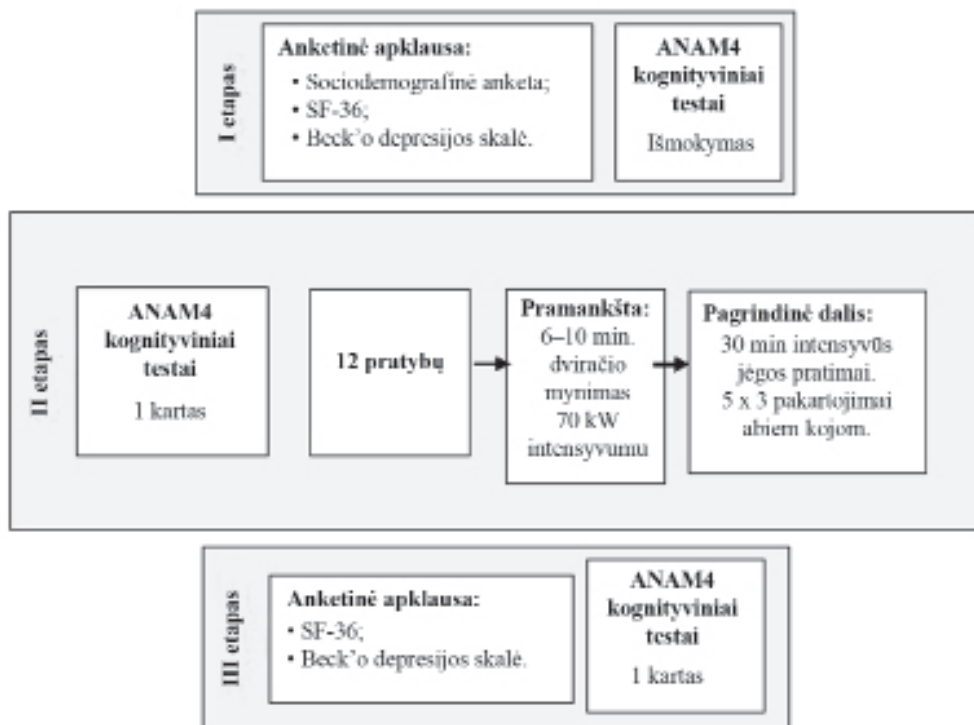 I etapas
Anketinė apklausa:
• Sociodemografinė anketa;
• SF-36;
• Beck’o depresijos skalė.
ANAM4
kognityviniai
testai
Išmokymas
II etapas
ANAM4
kognityviniai
testai
1 kartas
12 pratybų
Pramankšta:
6–10 min.
dviračio
mynimas
70 kW
intensyvumu
Pagrindinė dalis:
30 min intensyvūs
jėgos pratimai.
5 x 3 pakartojimai
abiem kojom.
III etapas
Anketinė apklausa:
• SF-36;
• Beck’o depresijos skalė.
ANAM4
kognityviniai
testai
1 kartas